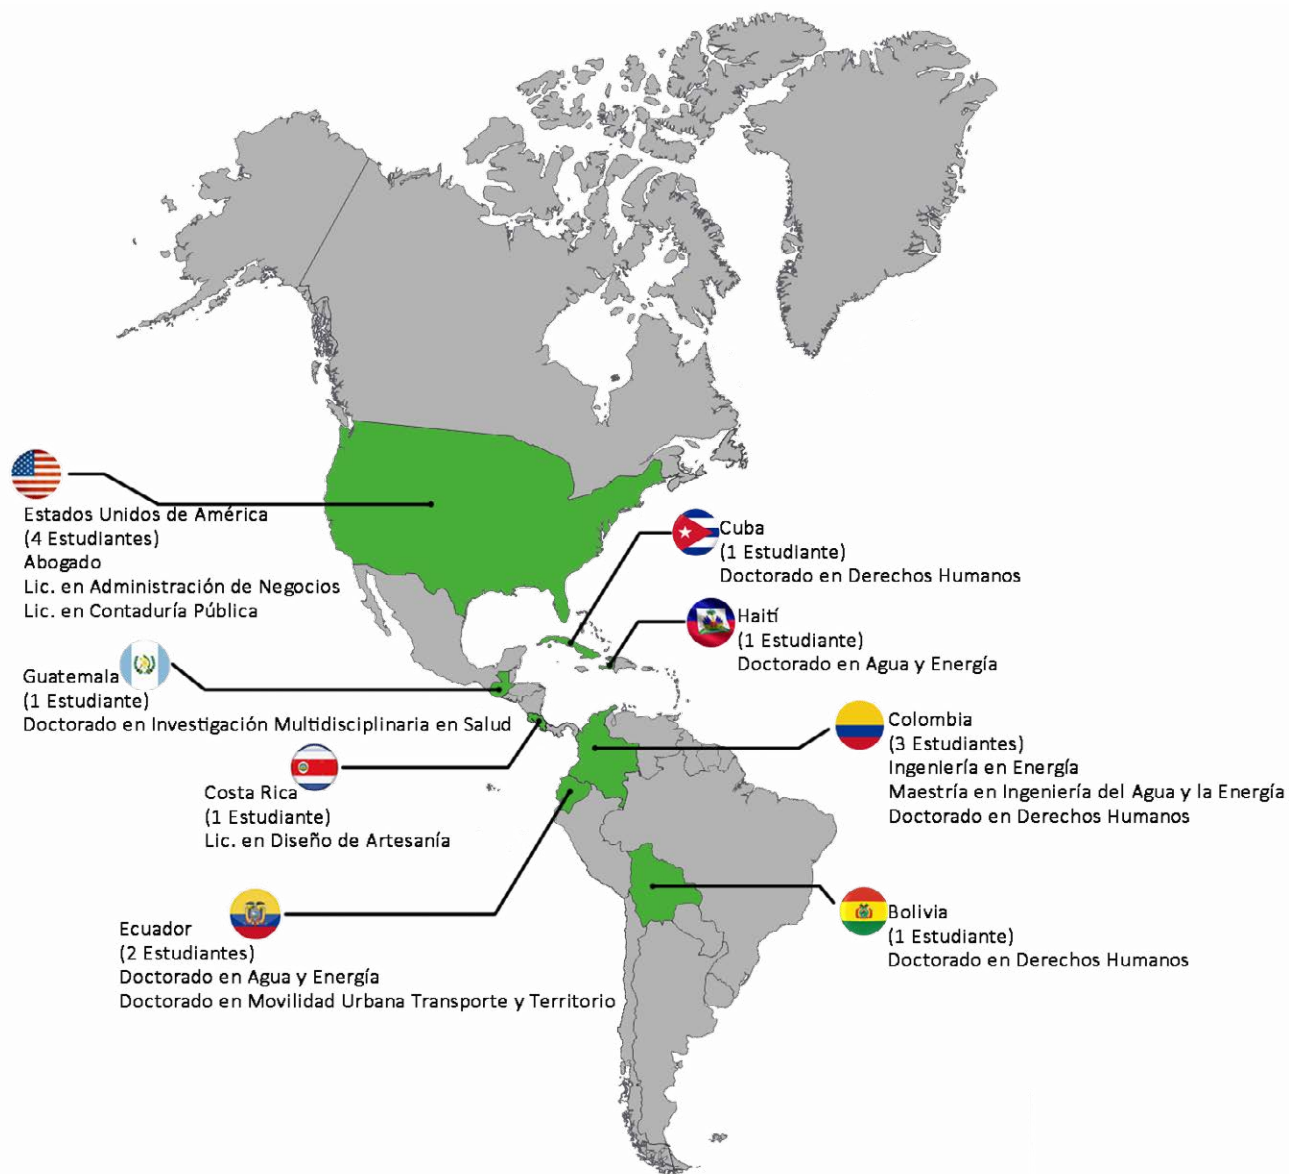 Estados Unidos de América
(4 Estudiantes)
Abogado
Lic. en Administración de Negocios
Lic. en Contaduría Pública
Cuba
(1 Estudiante)
Doctorado en Derechos Humanos
Haití
(1 Estudiante)
Doctorado en Agua y Energía
Guatemala
(1 Estudiante)
Doctorado en Investigación Multidisciplinaria en Salud
Colombia
(3 Estudiantes)
Ingeniería en Energía
Maestría en Ingeniería del Agua y la Energía
Doctorado en Derechos Humanos
Costa Rica
(1 Estudiante)
Lic. en Diseño de Artesanía
Ecuador
(2 Estudiantes)
Doctorado en Agua y Energía
Doctorado en Movilidad Urbana Transporte y Territorio
Bolivia
(1 Estudiante)
Doctorado en Derechos Humanos